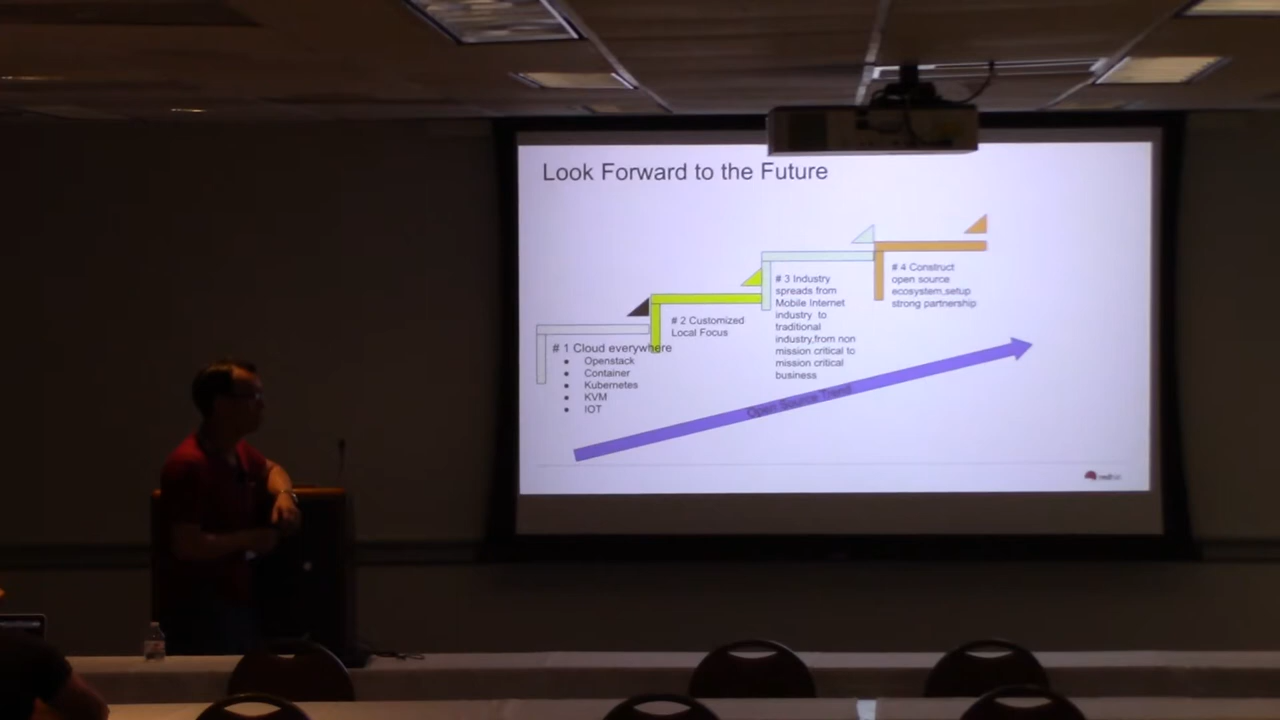 Look Forward to the Future
# 1 Cloud everywhere
Openstack
Container
Kubernetes
KVM
IOT
# 2 Customized
Local Focus
# 3 Industry
spreads from
Mobile Internet
industry to
traditional
industry,from non
mission critical to
mission critical
business
# 4 Construct
open source
ecosystem,setup
strong partnership
Open Source Trend
redhat